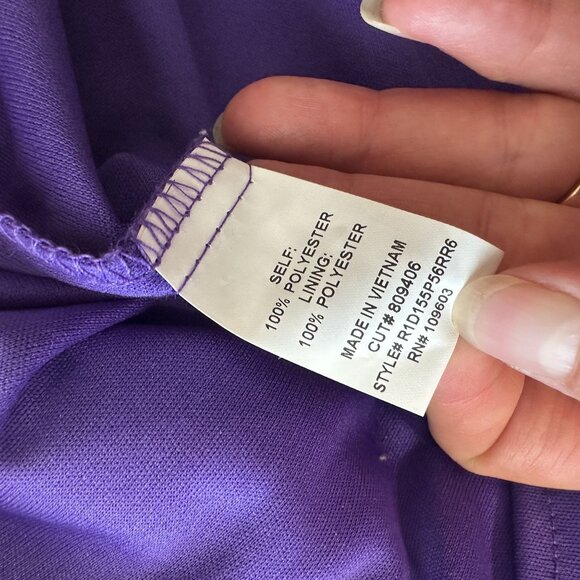 SELF:
100% POLYESTER
LINING:
100% POLYESTER
MADE IN VIETNAM
CUT# 809406
STYLE# R1D155P56RR6
RN# 109603